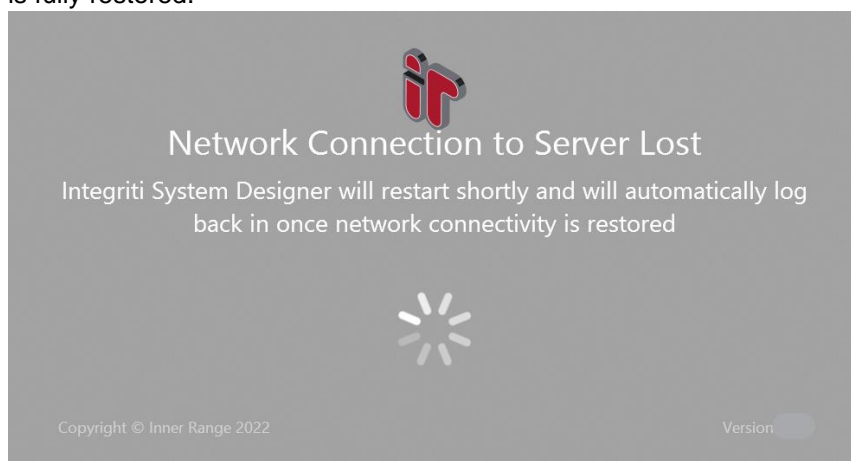 is fully restored.
ir
Network Connection to Server Lost
Integriti System Designer will restart shortly and will automatically log
back in once network connectivity is restored
Copyright © Inner Range 2022
Version